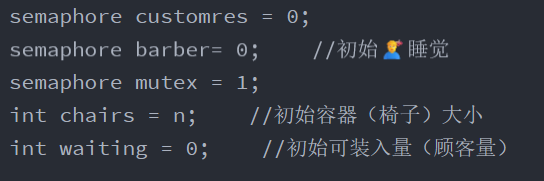 semaphore customres = 0;
semaphore barber= 0;    //初始💇睡觉
semaphore mutex = 1;
int chairs = n;    //初始容器（椅子）大小
int waiting = 0;    //初始可装入量（顾客量）